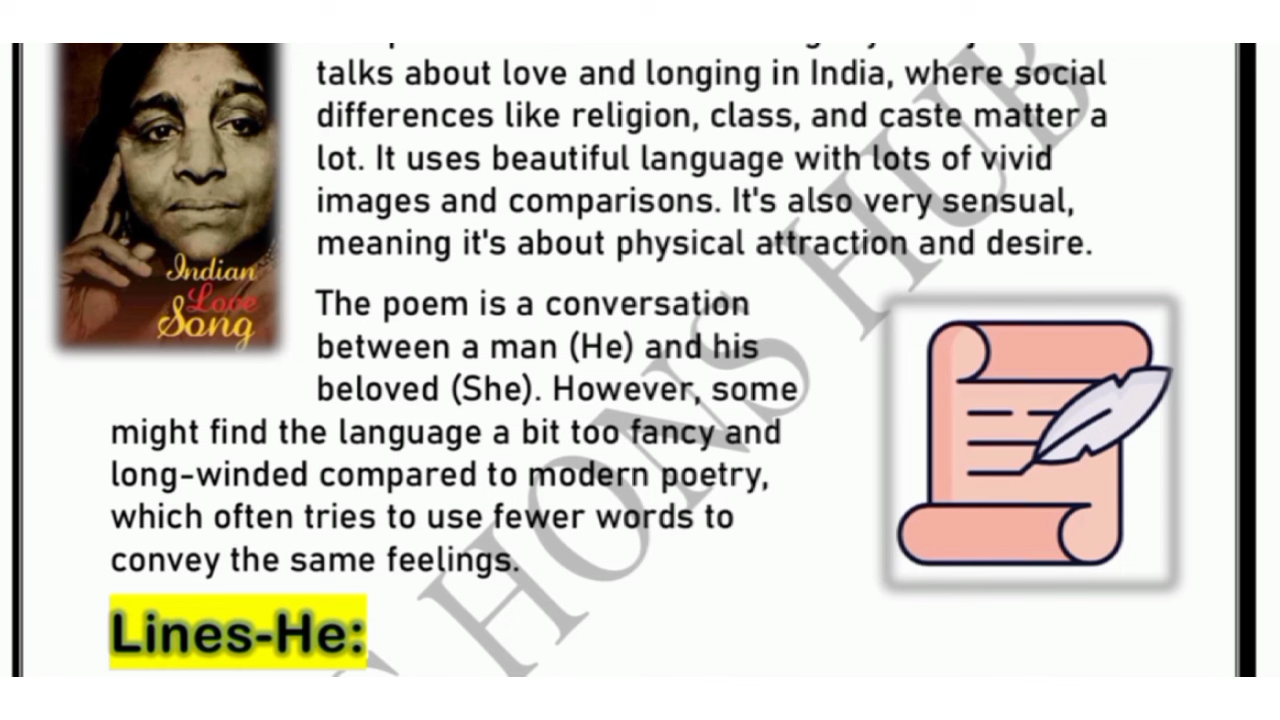 talks about love and longing in India, where social
differences like religion, class, and caste matter a
lot. It uses beautiful language with lots of vivid
images and comparisons. It's also very sensual,
meaning it's about physical attraction and desire.
Indian
Love
Song
The poem is a conversation
between a man (He) and his
beloved (She). However, some
might find the language a bit too fancy and
long-winded compared to modern poetry,
which often tries to use fewer words to
convey the same feelings.
Lines-He:
HONS HUB